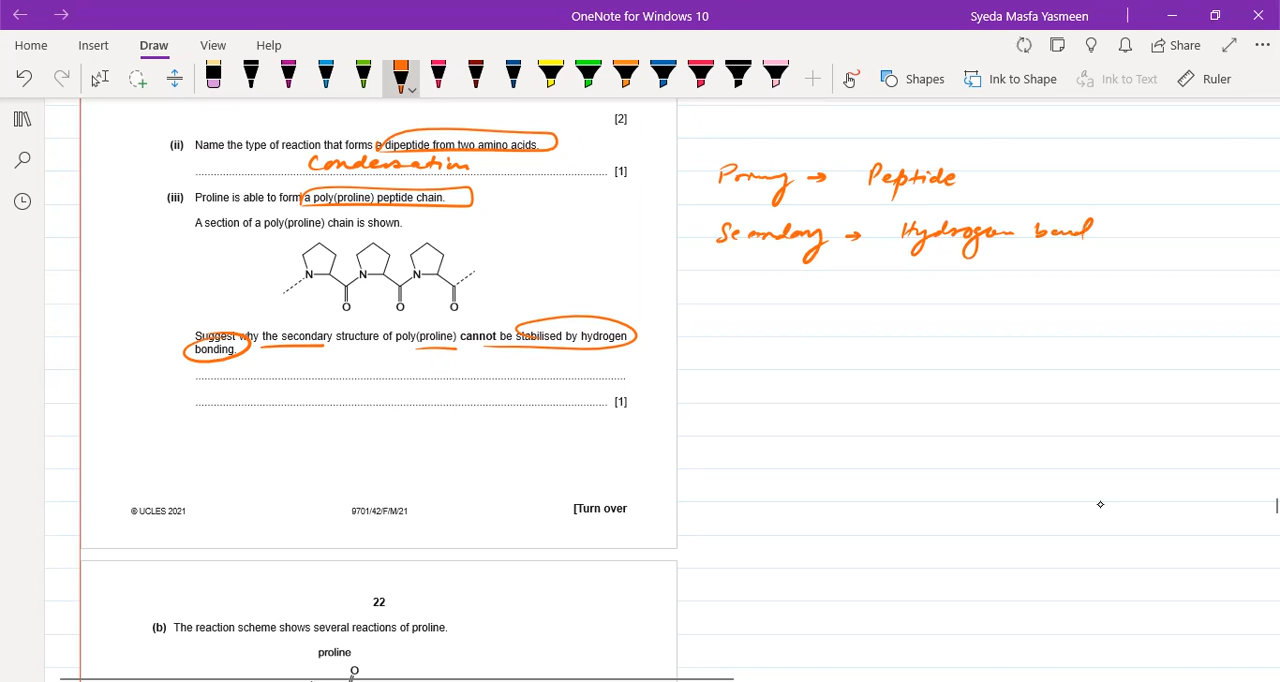 OneNote for Windows 10
Syeda Masfa Yasmeen
Home Insert Draw View Help
Share
Shapes Ink to Shape Ink to Text Ruler
[2]
(ii) Name the type of reaction that forms a dipeptide from two amino acids.
Condensation
[1]
(iii) Proline is able to form a poly(proline) peptide chain.
A section of a poly(proline) chain is shown.
N N N
O O O
Suggest why the secondary structure of poly(proline) cannot be stabilised by hydrogen
bonding.
[1]
© UCLES 2021 9701/42/F/M/21 [Turn over
Primary → Peptide
Secondary → Hydrogen bond
22
(b) The reaction scheme shows several reactions of proline.
proline
O